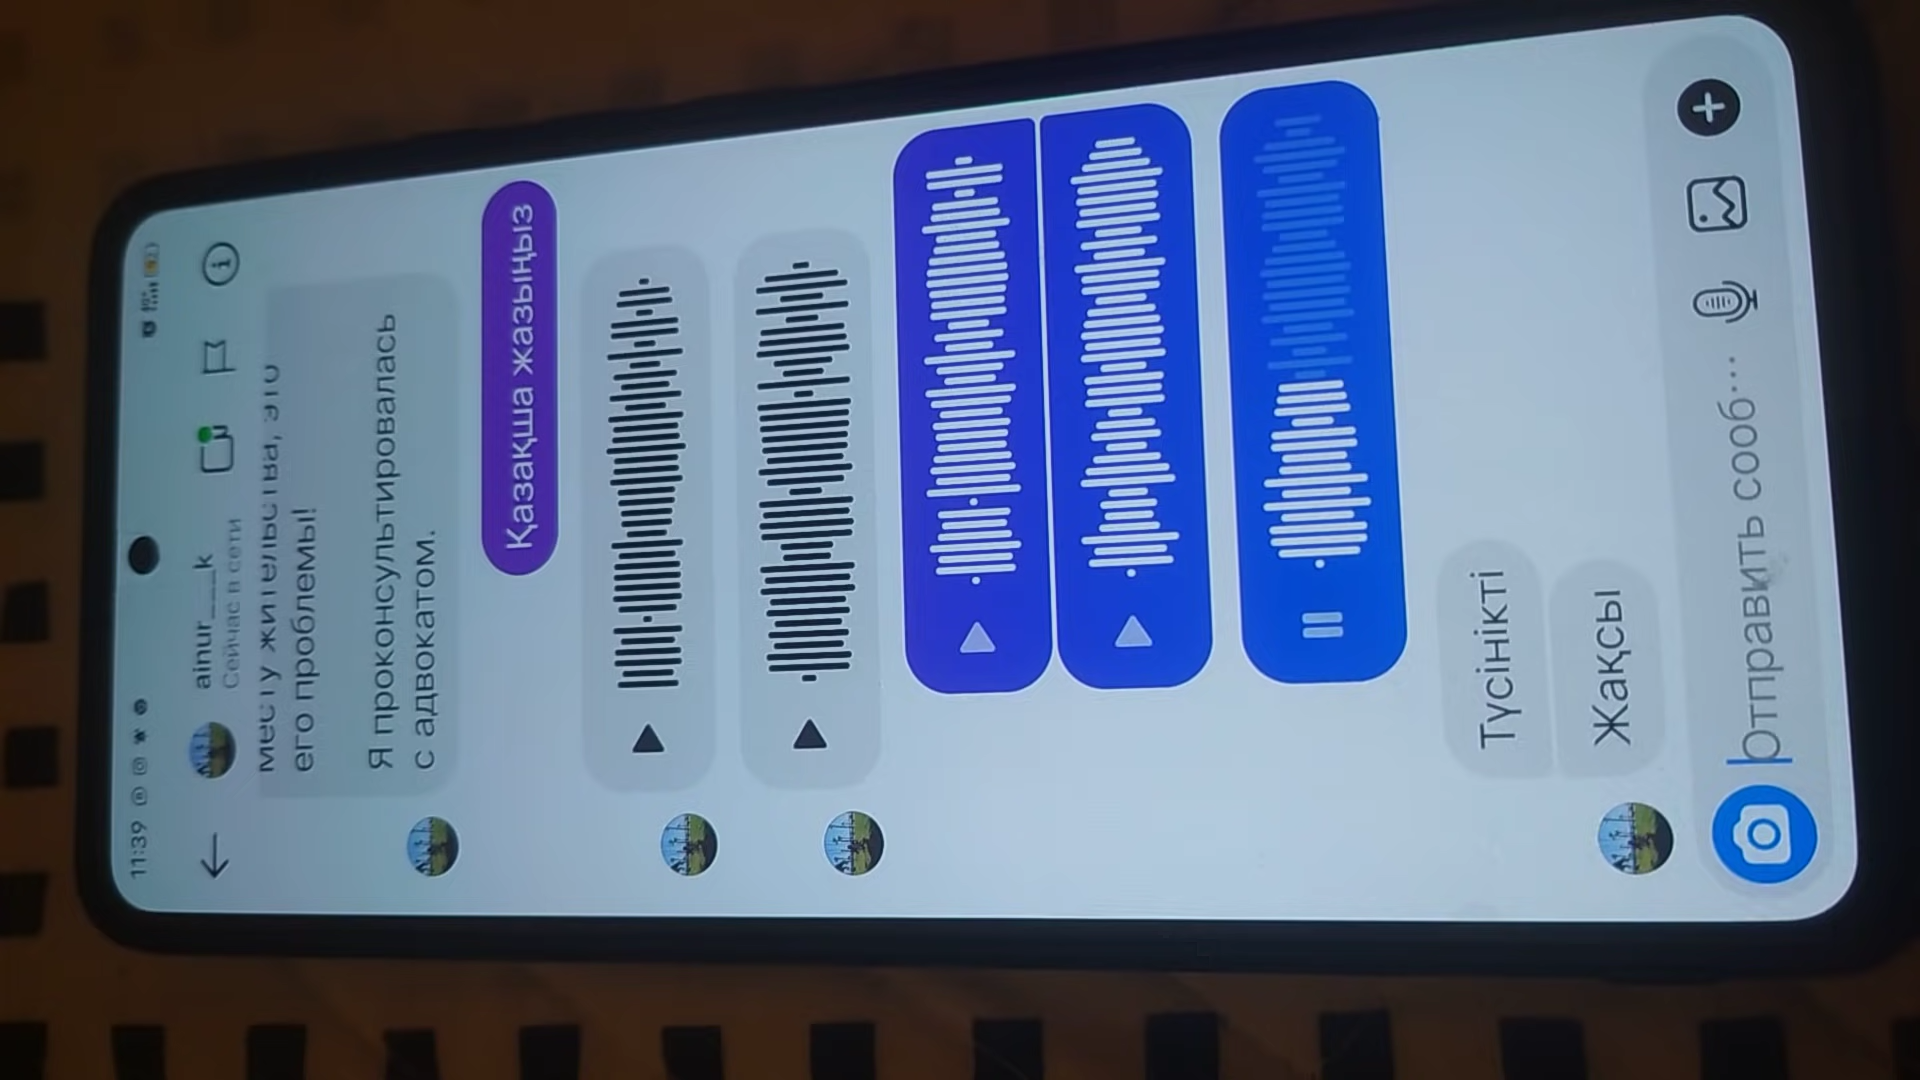 11:39
ainur___k
Сейчас в сети
месту жительства, это
его проблемы!
Я проконсультировалась
с адвокатом.
Қазақша жазыңыз
Түсінікті
Жақсы
Отправить сооб...